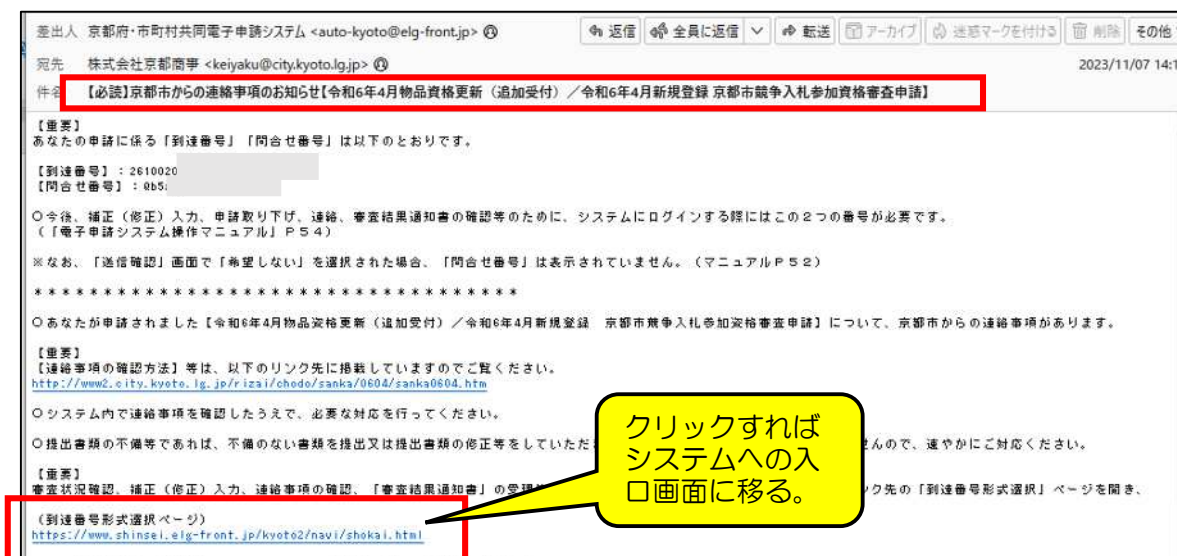 差出人 京都府・市町村共同電子申請システム <auto-kyoto@elg-front.jp>
返信 全員に返信 転送 アーカイブ 迷惑マークを付ける 削除 その他
宛先 株式会社京都商事 <keiyaku@city.kyoto.lg.jp>
2023/11/07 14:1
件名 【必読】京都市からの連絡事項のお知らせ【令和6年4月物品資格更新（追加受付）／令和6年4月新規登録 京都市競争入札参加資格審査申請】
【重要】
あなたの申請に係る「到達番号」「問合せ番号」は以下のとおりです。
【到達番号】：2610020
【問合せ番号】：0b5
○今後、補正（修正）入力、申請取り下げ、連絡、審査結果通知書の確認等のために、システムにログインする際にはこの２つの番号が必要です。
（『電子申請システム操作マニュアル』Ｐ５４）
※なお、「送信確認」画面で「希望しない」を選択された場合、「問合せ番号」は表示されていません。（マニュアルＰ５２）
＊＊＊＊＊＊＊＊＊＊＊＊＊＊＊＊＊＊＊＊＊＊＊＊＊＊＊＊＊＊＊＊＊＊＊
○あなたが申請されました【令和6年4月物品資格更新（追加受付）／令和6年4月新規登録　京都市競争入札参加資格審査申請】について、京都市からの連絡事項があります。
【重要】
【連絡事項の確認方法】等は、以下のリンク先に掲載していますのでご覧ください。
http://www2.city.kyoto.lg.jp/rizai/chodo/sanka/0604/sanka0604.htm
○システム内で連絡事項を確認したうえで、必要な対応を行ってください。
○提出書類の不備等であれば、不備のない書類を提出又は提出書類の修正等をしていただ
せんので、速やかにご対応ください。
【重要】
審査状況確認、補正（修正）入力、連絡事項の確認、「審査結果通知書」の受理
ク先の「到達番号形式選択」ページを開き、
（到達番号形式選択ページ）
https://www.shinsei.elg-front.jp/kyoto2/navi/shokai.html
クリックすれば
システムへの入
口画面に移る。